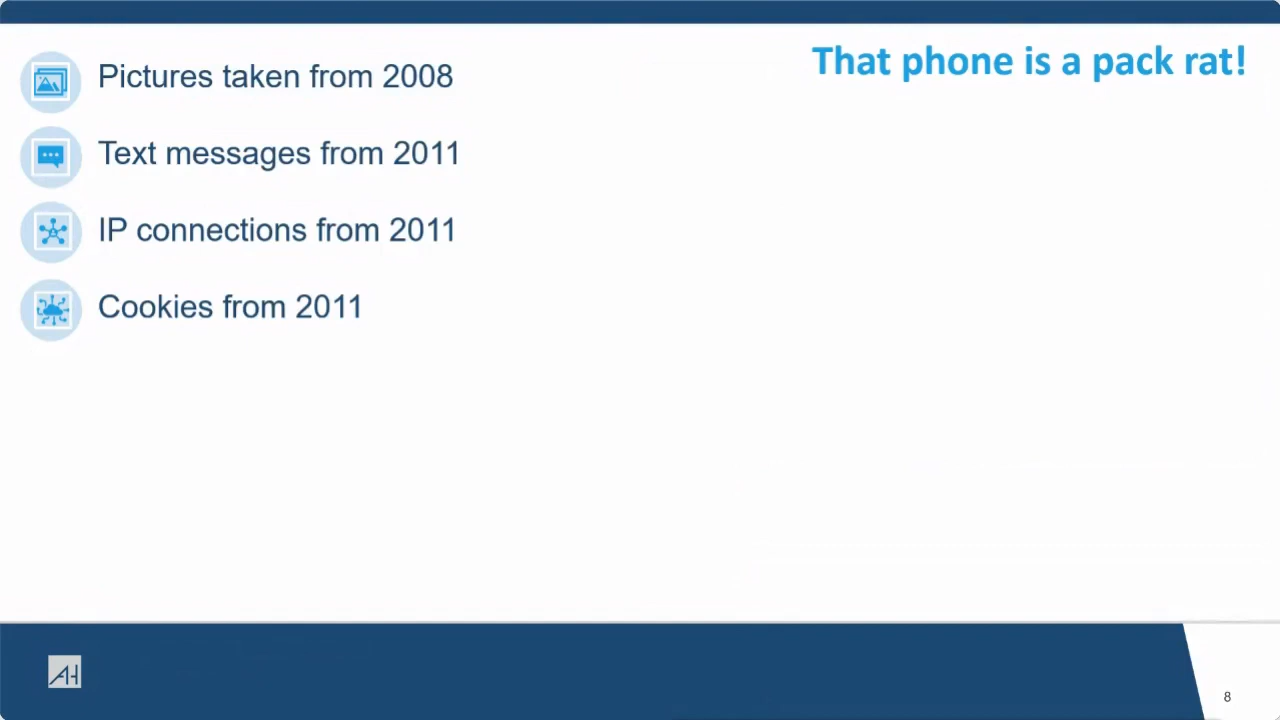 That phone is a pack rat!
Pictures taken from 2008
Text messages from 2011
IP connections from 2011
Cookies from 2011
AH
8